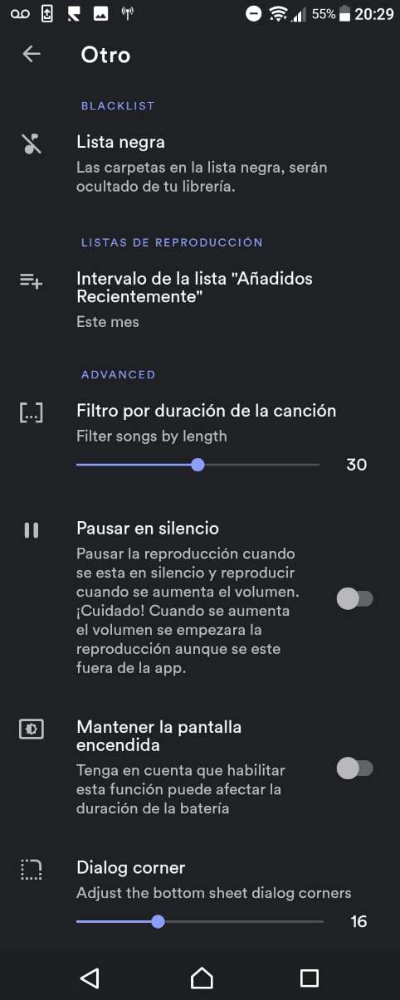 55% 20:29
Otro
BLACKLIST
Lista negra
Las carpetas en la lista negra, serán
ocultado de tu librería.
LISTAS DE REPRODUCCIÓN
Intervalo de la lista "Añadidos
Recientemente"
Este mes
ADVANCED
Filtro por duración de la canción
Filter songs by length
30
Pausar en silencio
Pausar la reproducción cuando
se esta en silencio y reproducir
cuando se aumenta el volumen.
¡Cuidado! Cuando se aumenta
el volumen se empezara la
reproducción aunque se este
fuera de la app.
Mantener la pantalla
encendida
Tenga en cuenta que habilitar
esta función puede afectar la
duración de la batería
Dialog corner
Adjust the bottom sheet dialog corners
16